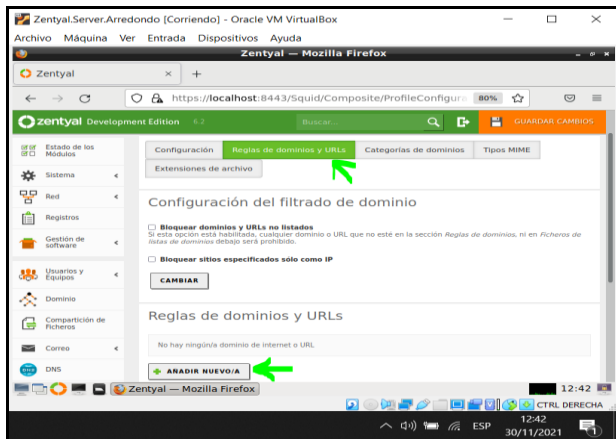 Zentyal.Server.Arredondo [Corriendo] - Oracle VM VirtualBox
Archivo Máquina Ver Entrada Dispositivos Ayuda
Zentyal — Mozilla Firefox
Zentyal
https://localhost:8443/Squid/Composite/ProfileConfigura
80%
zentyal Development Edition 6.2
Buscar...
GUARDAR CAMBIOS
Estado de los Módulos
Sistema
Red
Registros
Gestión de software
Usuarios y Equipos
Dominio
Compartición de Ficheros
Correo
DNS
Configuración Reglas de dominios y URLs Categorías de dominios Tipos MIME
Extensiones de archivo
Configuración del filtrado de dominio
Bloquear dominios y URLs no listados
Si esta opción está habilitada, cualquier dominio o URL que no esté en la sección Reglas de dominios, ni en Ficheros de
listas de dominios debajo será prohibido.
Bloquear sitios especificados sólo como IP
CAMBIAR
Reglas de dominios y URLs
No hay ningún/a dominio de internet o URL
AÑADIR NUEVO/A
Zentyal — Mozilla Firefox
12:42
CTRL DERECHA
ESP
12:42
30/11/2021
1